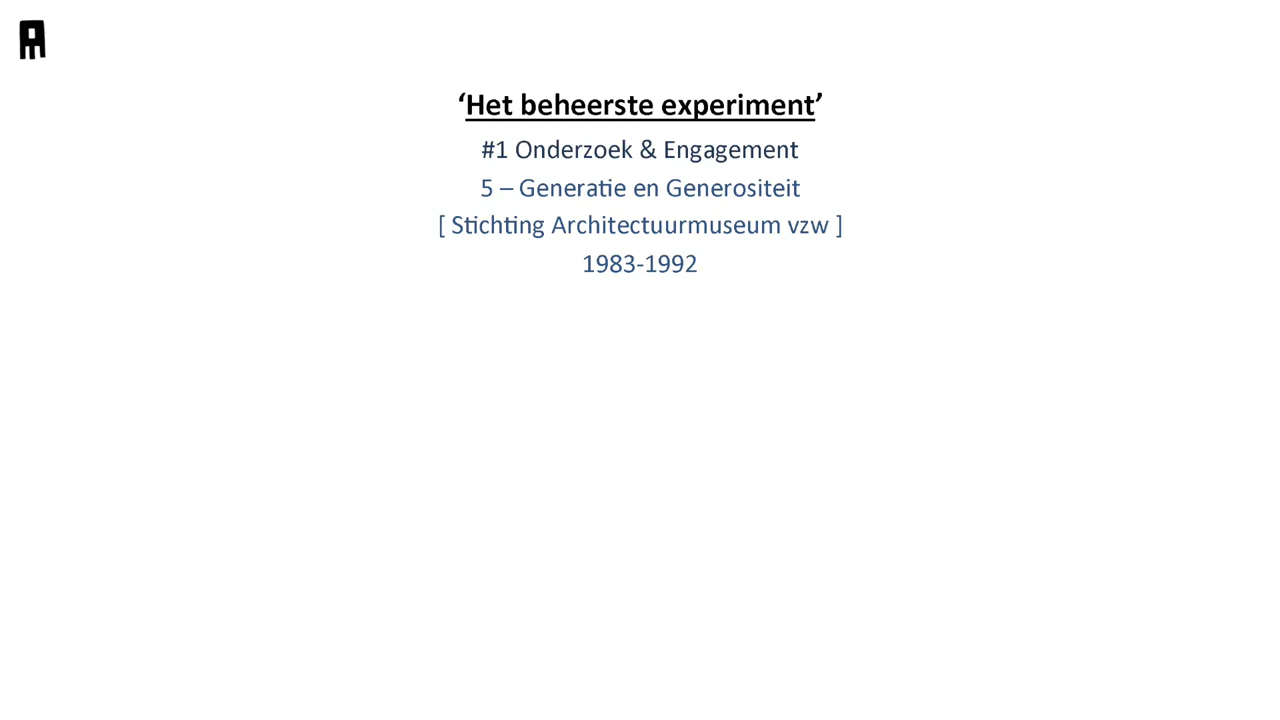 ‘Het beheerste experiment’
#1 Onderzoek & Engagement
5 – Generatie en Generositeit
[ Stichting Architectuurmuseum vzw ]
1983-1992